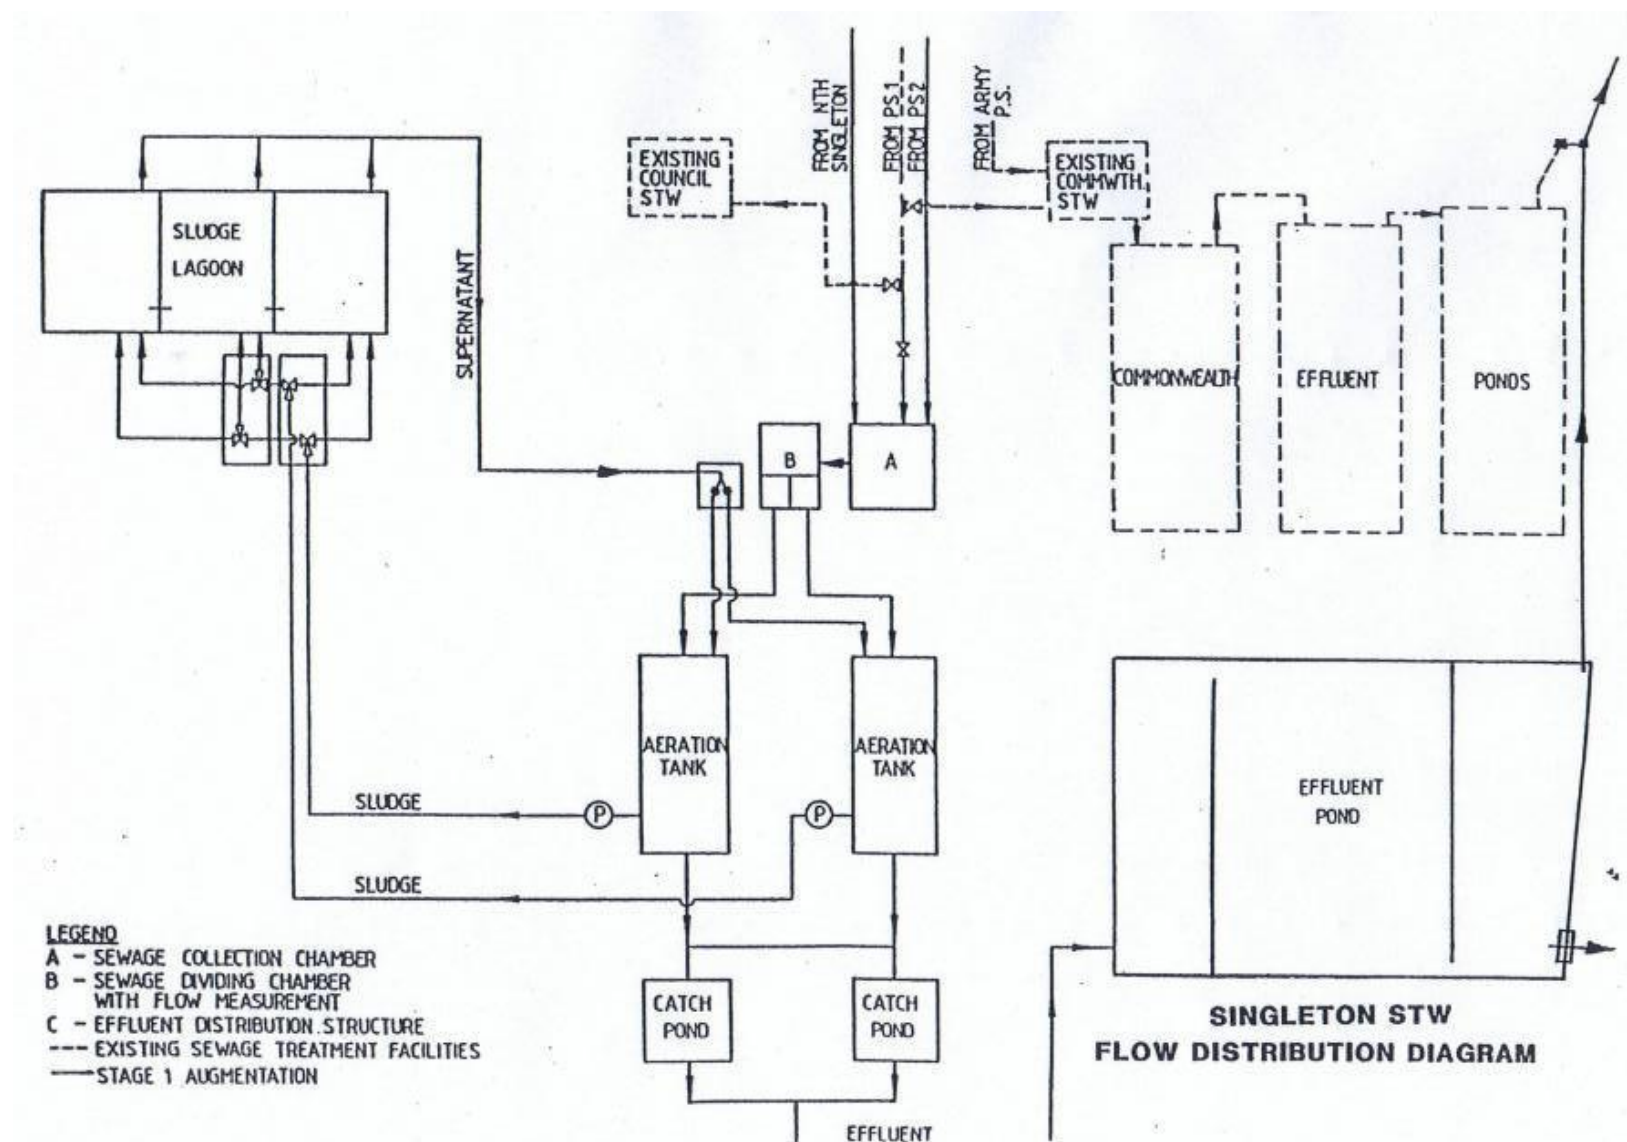 FROM NTH
SINGLETON
FROM PS.1
FROM PS2
FROM ARMY
P.S.
EXISTING
COUNCIL
STW
EXISTING
COMMWTH.
STW
SLUDGE
LAGOON
SUPERNATANT
COMMONWEALTH
EFFLUENT
PONDS
B
A
AERATION
TANK
AERATION
TANK
EFFLUENT
POND
SLUDGE
P
P
SLUDGE
LEGEND
A - SEWAGE COLLECTION CHAMBER
B - SEWAGE DIVIDING CHAMBER
WITH FLOW MEASUREMENT
C - EFFLUENT DISTRIBUTION STRUCTURE
--- EXISTING SEWAGE TREATMENT FACILITIES
— STAGE 1 AUGMENTATION
CATCH
POND
CATCH
POND
SINGLETON STW
FLOW DISTRIBUTION DIAGRAM
EFFLUENT